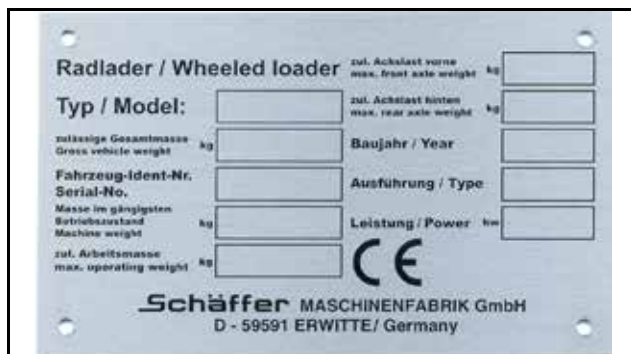 Radlader / Wheeled loader
Typ / Model:
zulässige Gesamtmasse kg
Gross vehicle weight
Fahrzeug-Ident-Nr.
Serial-No.
Masse im gängigsten
Betriebszustand kg
Machine weight
zul. Arbeitsmasse kg
max. operating weight
zul. Achslast vorne kg
max. front axle weight
zul. Achslast hinten kg
max. rear axle weight
Baujahr / Year
Ausführung / Type
Leistung / Power kw
CE
Schäffer MASCHINENFABRIK GmbH
D - 59591 ERWITTE/ Germany